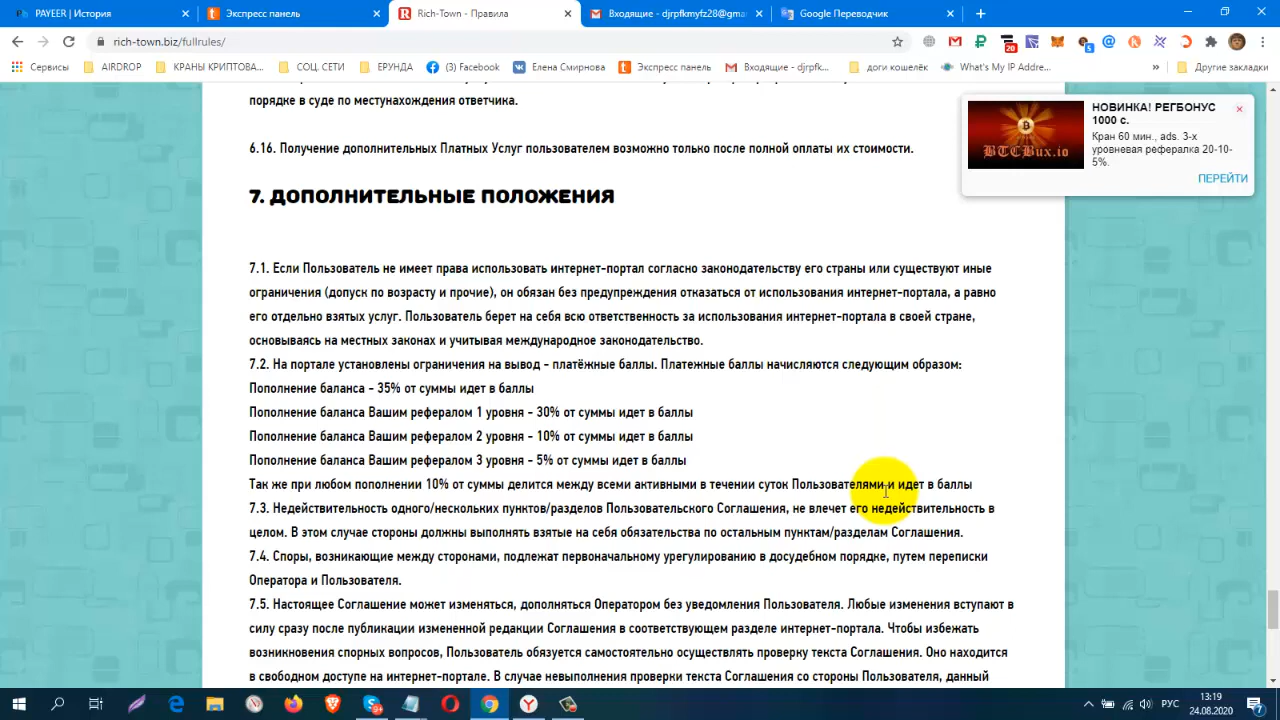 PAYEER | История
Экспресс панель
Rich-Town - Правила
Входящие - djrpfkmyfz28@gma
Google Переводчик
rich-town.biz/fullrules/
20
5
Сервисы
AIRDROP
КРАНЫ КРИПТОВА...
СОЦ. СЕТИ
ЕРУНДА
(3) Facebook
Елена Смирнова
Экспресс панель
Входящие - djrpfk...
доги кошелёк
What's My IP Addre...
»
Другие закладки
порядке в суде по местунахождения ответчика.
НОВИНКА! РЕГБОНУС
1000 с.
Кран 60 мин., ads. 3-х
уровневая рефералка 20-10-
5%.
BTCBux.io
ПЕРЕЙТИ
6.16. Получение дополнительных Платных Услуг пользователем возможно только после полной оплаты их стоимости.
7. ДОПОЛНИТЕЛЬНЫЕ ПОЛОЖЕНИЯ
7.1. Если Пользователь не имеет права использовать интернет-портал согласно законодательству его страны или существуют иные
ограничения (допуск по возрасту и прочие), он обязан без предупреждения отказаться от использования интернет-портала, а равно
его отдельно взятых услуг. Пользователь берет на себя всю ответственность за использования интернет-портала в своей стране,
основываясь на местных законах и учитывая международное законодательство.
7.2. На портале установлены ограничения на вывод - платёжные баллы. Платежные баллы начисляются следующим образом:
Пополнение баланса - 35% от суммы идет в баллы
Пополнение баланса Вашим рефералом 1 уровня - 30% от суммы идет в баллы
Пополнение баланса Вашим рефералом 2 уровня - 10% от суммы идет в баллы
Пополнение баланса Вашим рефералом 3 уровня - 5% от суммы идет в баллы
Так же при любом пополнении 10% от суммы делится между всеми активными в течении суток Пользователями и идет в баллы
7.3. Недействительность одного/нескольких пунктов/разделов Пользовательского Соглашения, не влечет его недействительность в
целом. В этом случае стороны должны выполнять взятые на себя обязательства по остальным пунктам/разделам Соглашения.
7.4. Споры, возникающие между сторонами, подлежат первоначальному урегулированию в досудебном порядке, путем переписки
Оператора и Пользователя.
7.5. Настоящее Соглашение может изменяться, дополняться Оператором без уведомления Пользователя. Любые изменения вступают в
силу сразу после публикации измененной редакции Соглашения в соответствующем разделе интернет-портала. Чтобы избежать
возникновения спорных вопросов, Пользователь обязуется самостоятельно осуществлять проверку текста Соглашения. Оно находится
в свободном доступе на интернет-портале. В случае невыполнения проверки текста Соглашения со стороны Пользователя, данный
РУС
13:19
24.08.2020